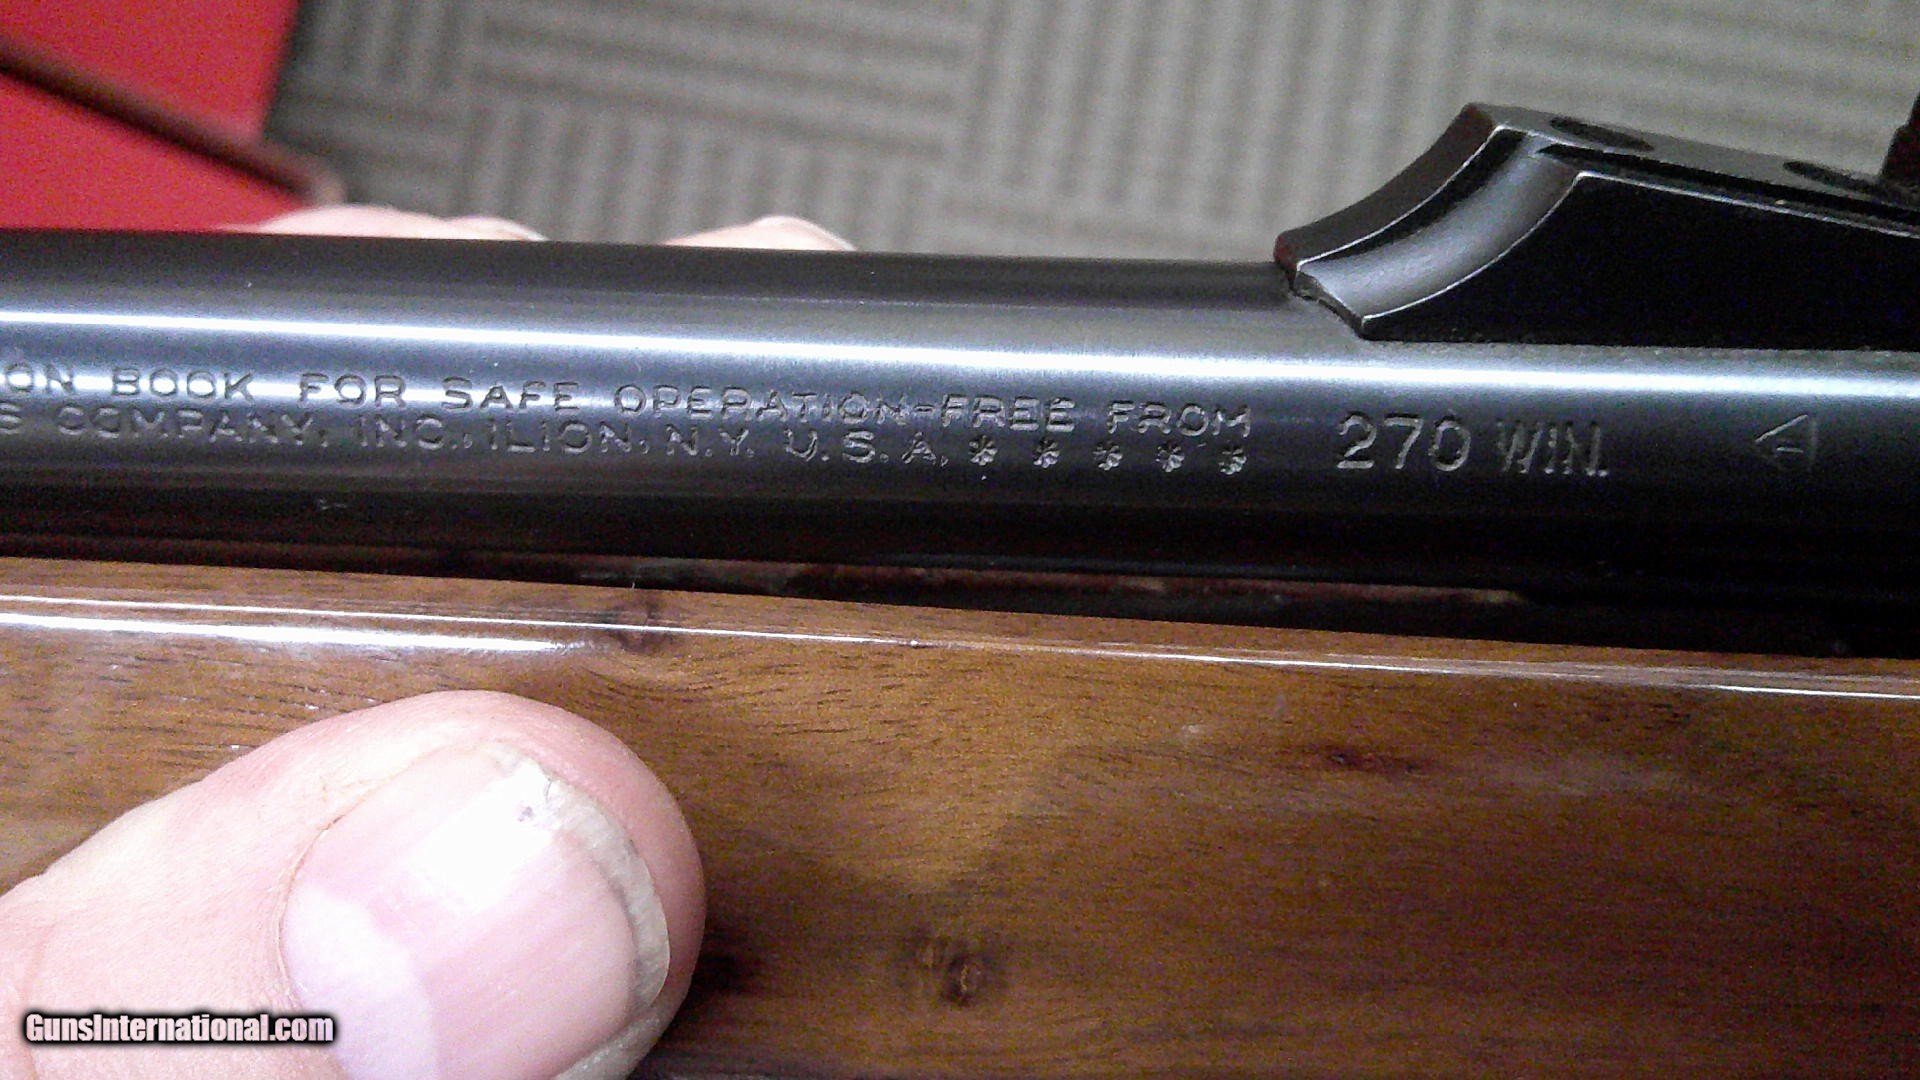 ON BOOK FOR SAFE OPERATION-FREE FROM
S COMPANY, INC., ILION, N.Y. U.S.A. * * * * *
270 WIN.
GunsInternational.com